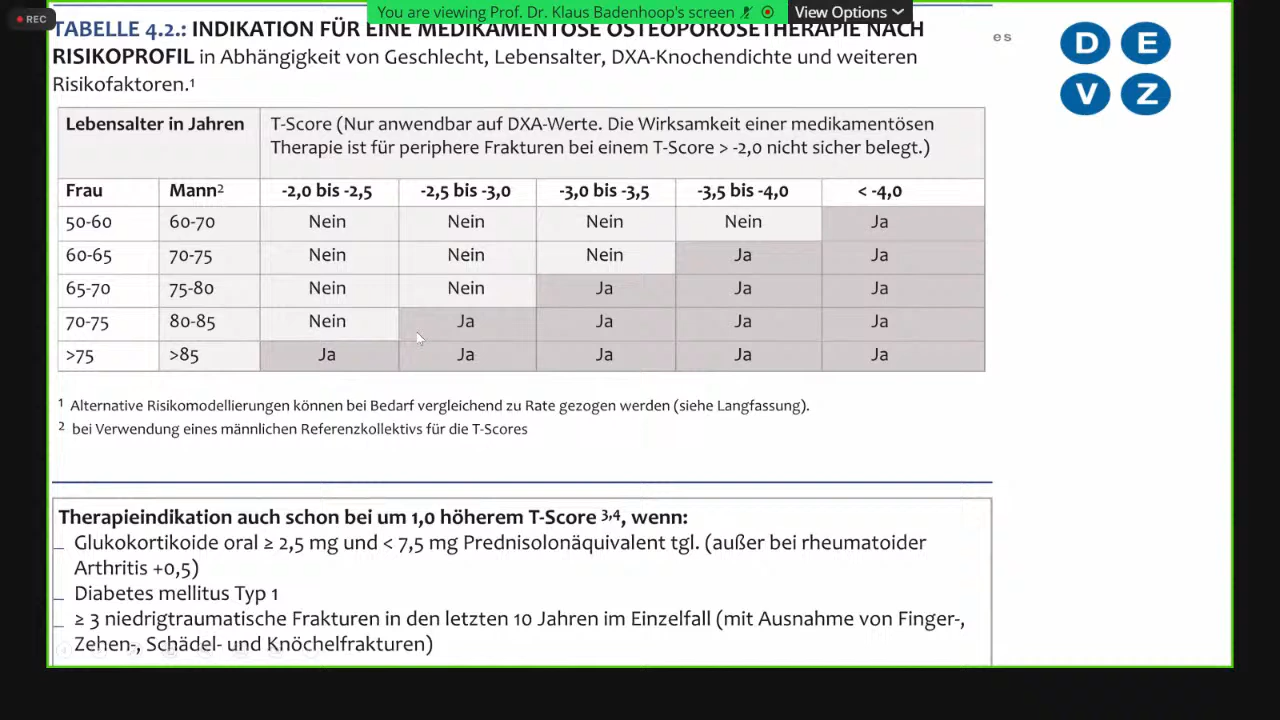 REC
You are viewing Prof. Dr. Klaus Badenhoop's screen
View Options
TABELLE 4.2.: INDIKATION FÜR EINE MEDIKAMENTÖSE OSTEOPOROSETHERAPIE NACH
RISIKOPROFIL in Abhängigkeit von Geschlecht, Lebensalter, DXA-Knochendichte und weiteren
Risikofaktoren.¹
es
D E
V Z
Lebensalter in Jahren T-Score (Nur anwendbar auf DXA-Werte. Die Wirksamkeit einer medikamentösen
Therapie ist für periphere Frakturen bei einem T-Score > -2,0 nicht sicher belegt.)
Frau Mann² -2,0 bis -2,5 -2,5 bis -3,0 -3,0 bis -3,5 -3,5 bis -4,0 < -4,0
50-60 60-70 Nein Nein Nein Nein Ja
60-65 70-75 Nein Nein Nein Ja Ja
65-70 75-80 Nein Nein Ja Ja Ja
70-75 80-85 Nein Ja Ja Ja Ja
>75 >85 Ja Ja Ja Ja Ja
¹ Alternative Risikomodellierungen können bei Bedarf vergleichend zu Rate gezogen werden (siehe Langfassung).
² bei Verwendung eines männlichen Referenzkollektivs für die T-Scores
Therapieindikation auch schon bei um 1,0 höherem T-Score ³,⁴, wenn:
_ Glukokortikoide oral ≥ 2,5 mg und < 7,5 mg Prednisolonäquivalent tgl. (außer bei rheumatoider
Arthritis +0,5)
_ Diabetes mellitus Typ 1
_ ≥ 3 niedrigtraumatische Frakturen in den letzten 10 Jahren im Einzelfall (mit Ausnahme von Finger-,
Zehen-, Schädel- und Knöchelfrakturen)